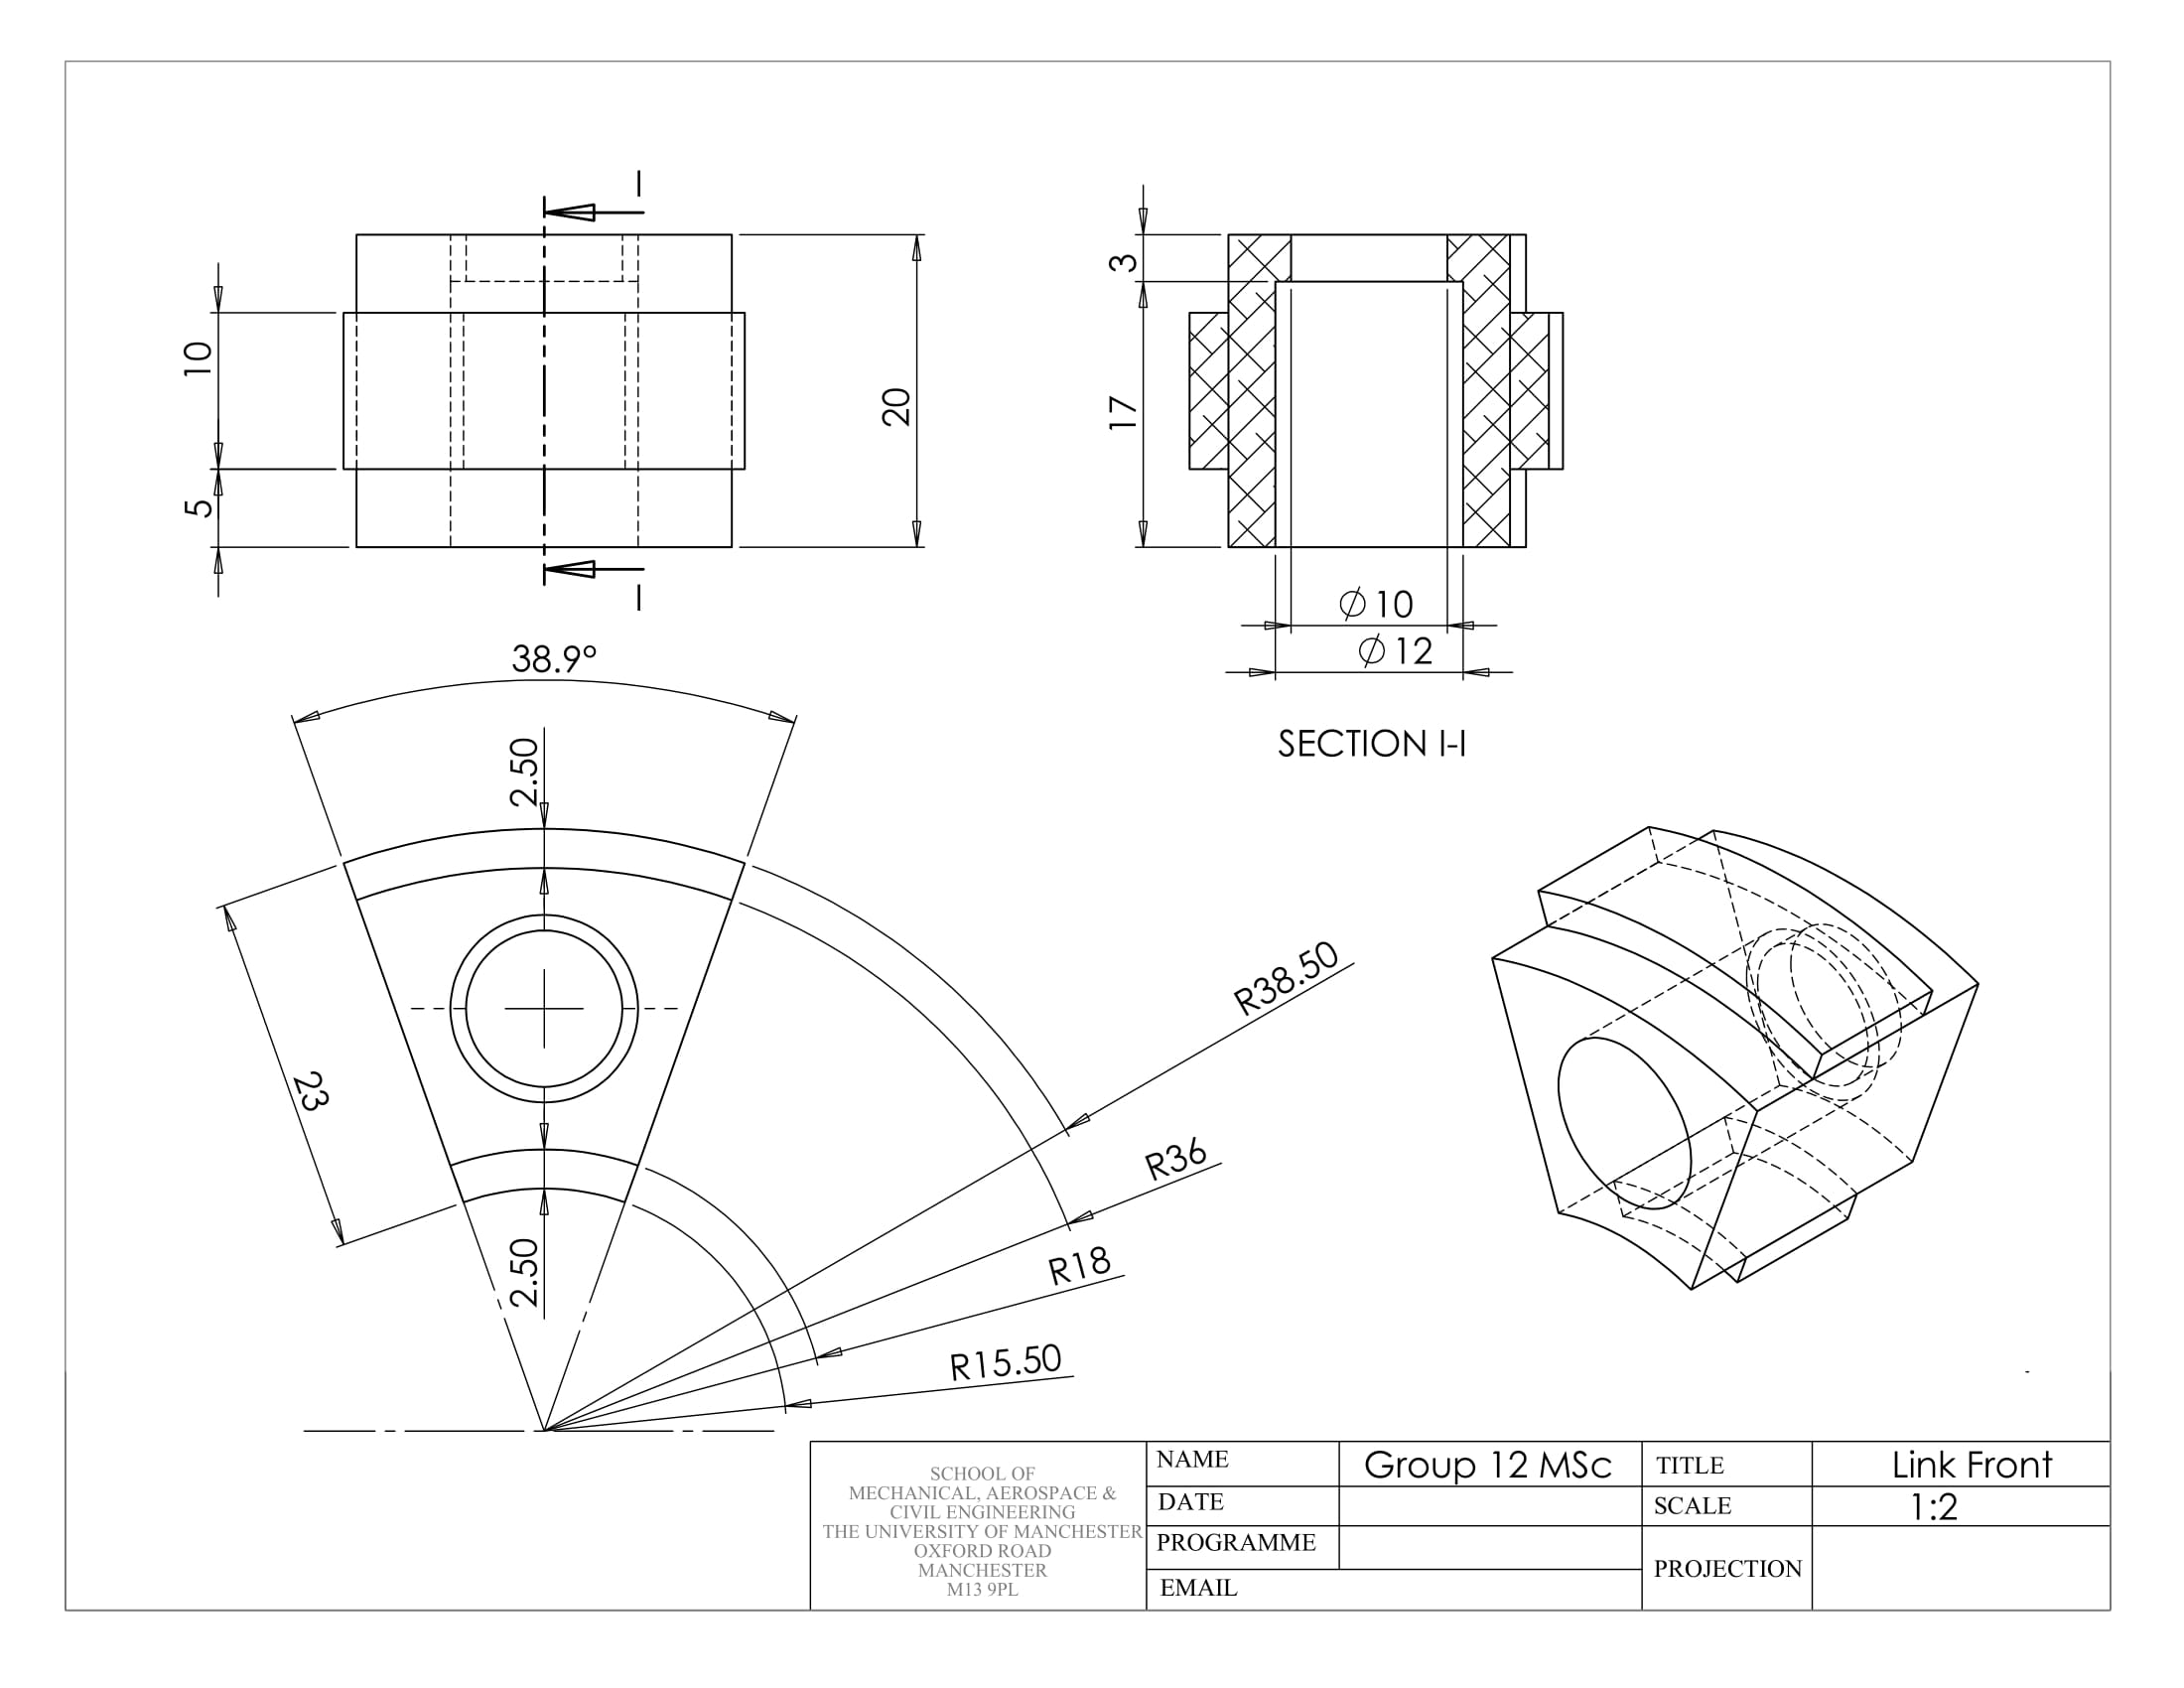 I
10
5
20
I
3
17
⌀10
⌀12
SECTION I-I
38.9°
2.50
23
2.50
R38.50
R36
R18
R15.50
SCHOOL OF
MECHANICAL, AEROSPACE &
CIVIL ENGINEERING
THE UNIVERSITY OF MANCHESTER
OXFORD ROAD
MANCHESTER
M13 9PL
NAME Group 12 MSc
DATE
PROGRAMME
EMAIL
TITLE Link Front
SCALE 1:2
PROJECTION